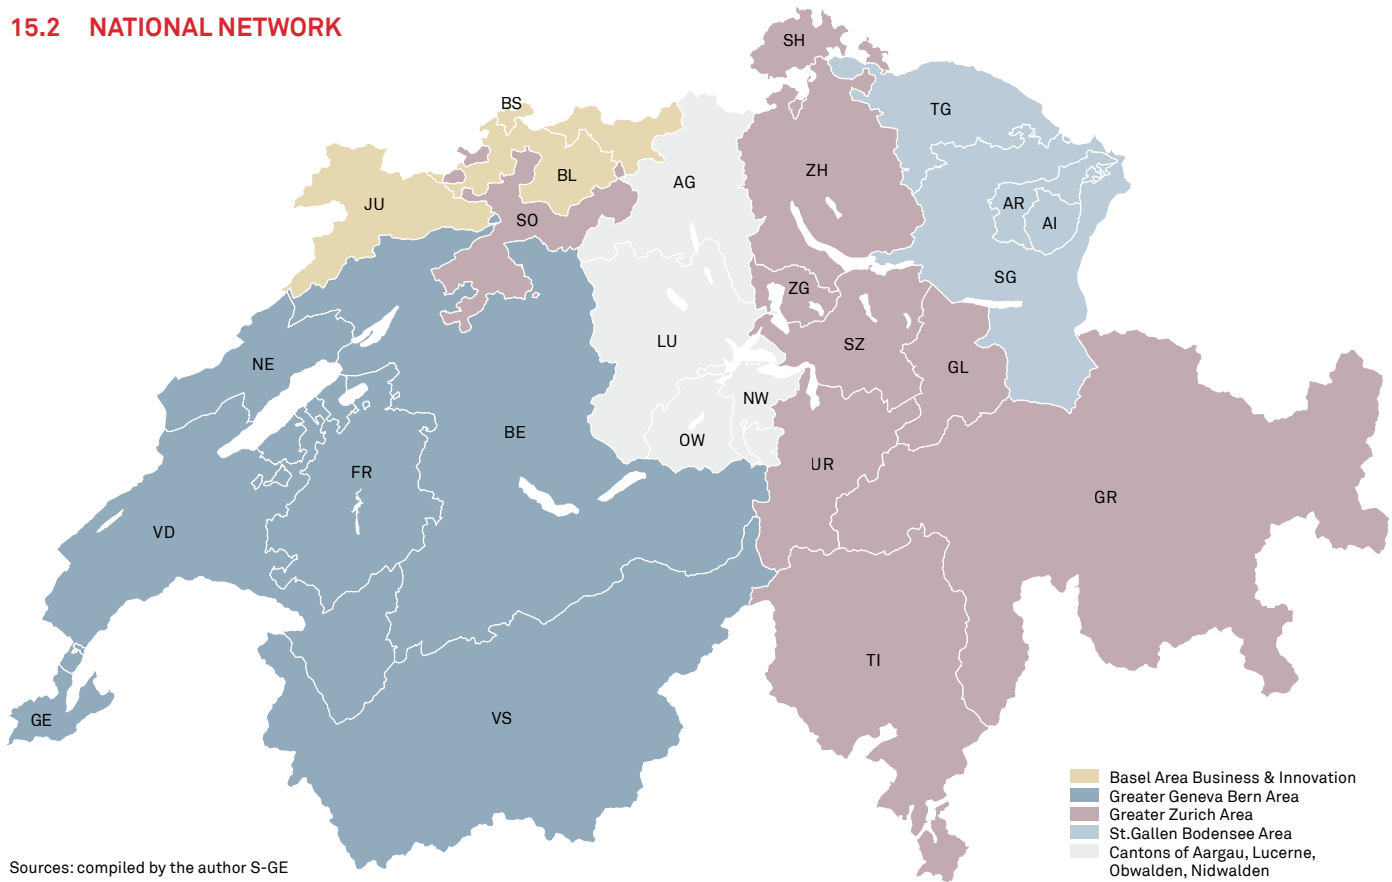 15.2 NATIONAL NETWORK
SH
BS
TG
ZH
BL
AG
JU
AR
SO
AI
SG
ZG
LU
SZ
NE
GL
NW
BE
OW
UR
FR
GR
VD
TI
VS
GE
Basel Area Business & Innovation
Greater Geneva Bern Area
Greater Zurich Area
St.Gallen Bodensee Area
Cantons of Aargau, Lucerne,
Obwalden, Nidwalden
Sources: compiled by the author S-GE